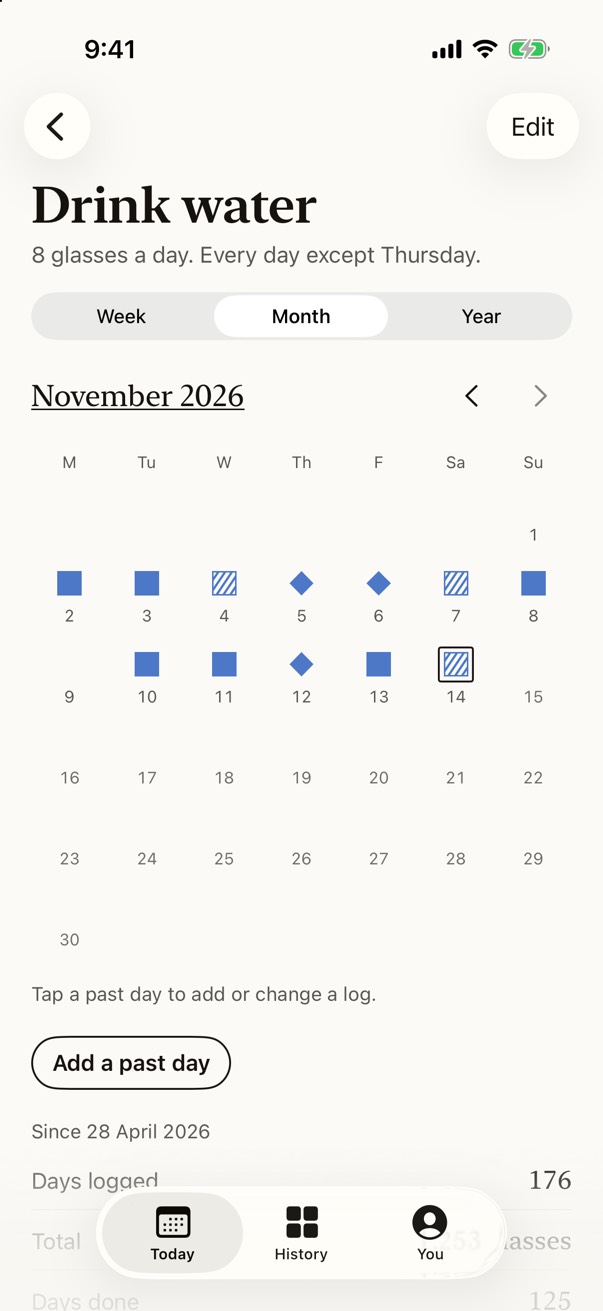 9:41
Edit
Drink water
8 glasses a day. Every day except Thursday.
Week Month Year
November 2026
M Tu W Th F Sa Su
1
2 3 4 5 6 7 8
9 10 11 12 13 14 15
16 17 18 19 20 21 22
23 24 25 26 27 28 29
30
Tap a past day to add or change a log.
Add a past day
Since 28 April 2026
Days logged 176
Total
Days done 125
Today History You